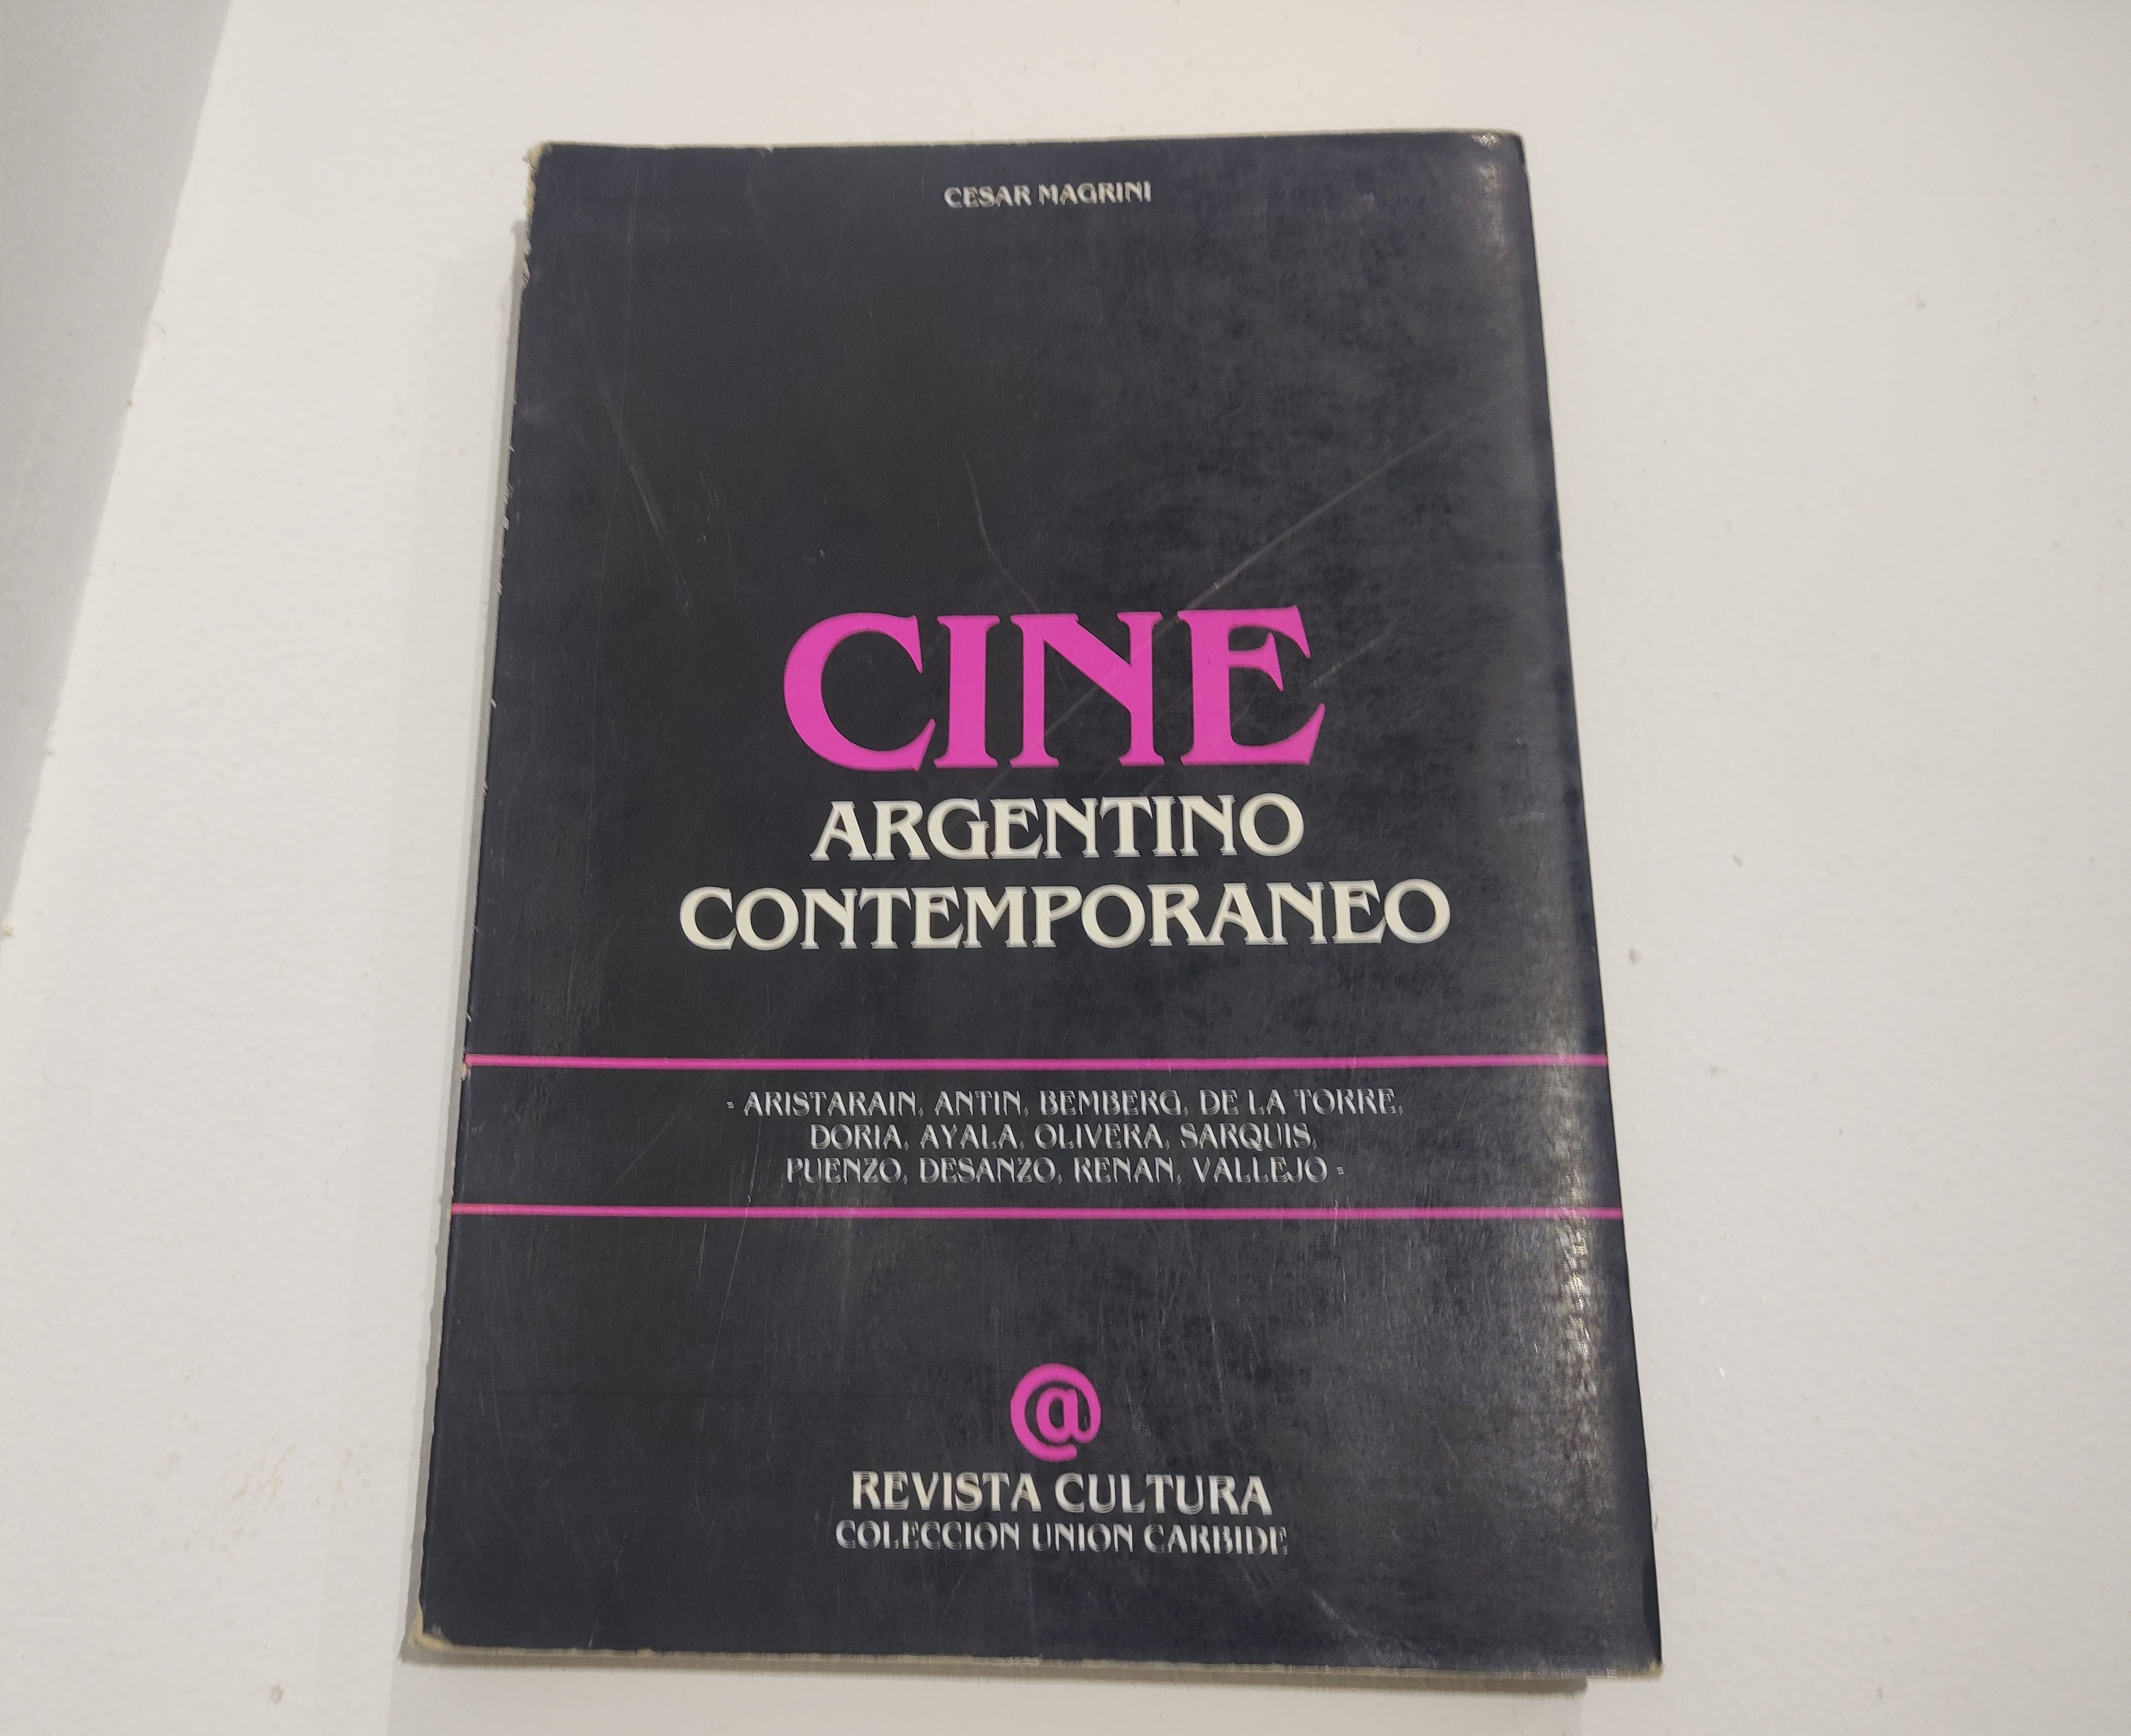 CESAR MAGRINI
CINE
ARGENTINO
CONTEMPORANEO
- ARISTARAIN, ANTIN, BEMBERG, DE LA TORRE,
DORIA, AYALA, OLIVERA, SARQUIS,
PUENZO, DESANZO, RENAN, VALLEJO -
@
REVISTA CULTURA
COLECCION UNION CARBIDE